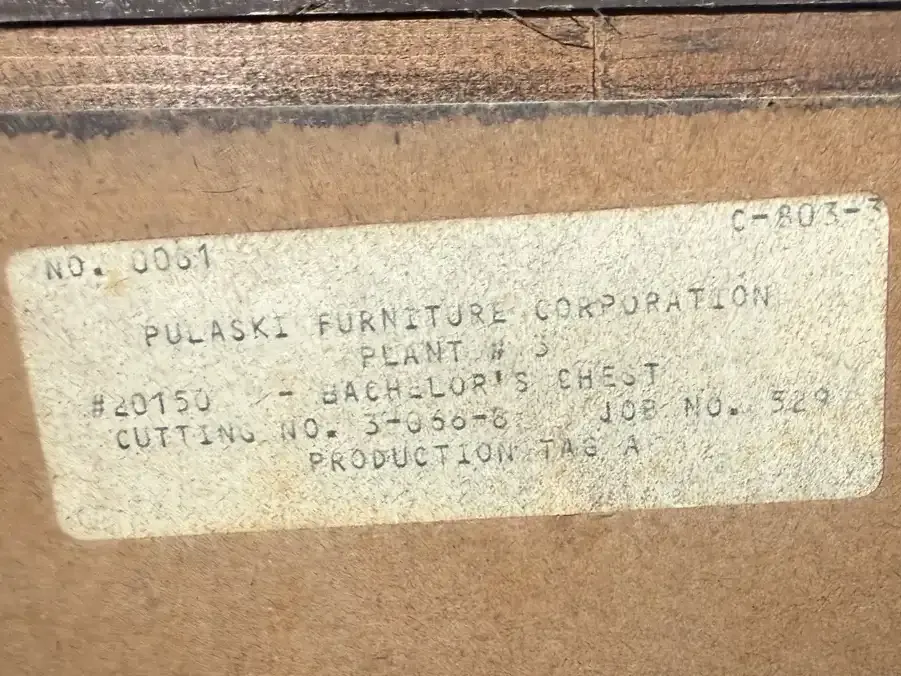 NO. 0061 C-803-3
PULASKI FURNITURE CORPORATION
PLANT # 3
#20150 - BACHELOR'S CHEST
CUTTING NO. 3-066-8 JOB NO. 529
PRODUCTION TAG A